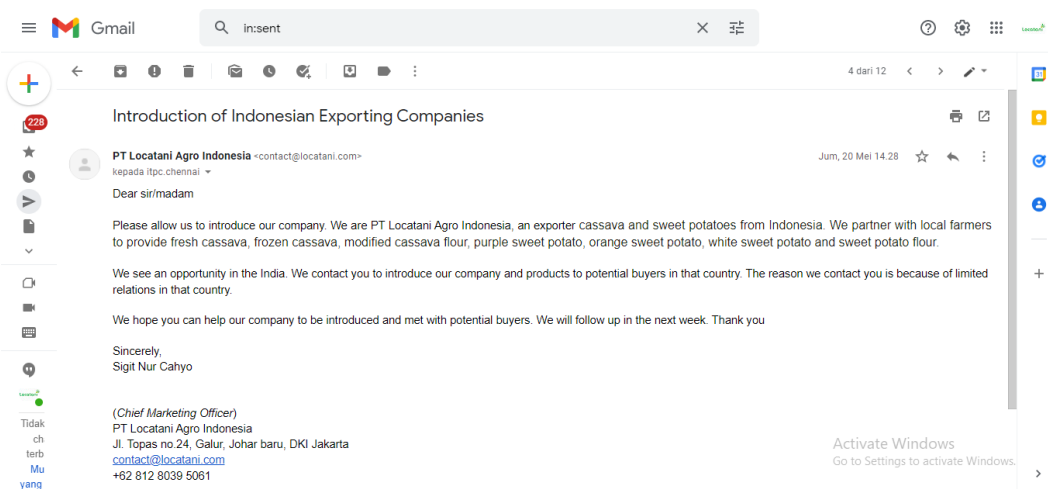 Gmail
in:sent
Locatani
4 dari 12
228
Introduction of Indonesian Exporting Companies
PT Locatani Agro Indonesia <contact@locatani.com>
Jum, 20 Mei 14.28
kepada itpc.chennai
Dear sir/madam
Please allow us to introduce our company. We are PT Locatani Agro Indonesia, an exporter cassava and sweet potatoes from Indonesia. We partner with local farmers
to provide fresh cassava, frozen cassava, modified cassava flour, purple sweet potato, orange sweet potato, white sweet potato and sweet potato flour.
We see an opportunity in the India. We contact you to introduce our company and products to potential buyers in that country. The reason we contact you is because of limited
relations in that country.
We hope you can help our company to be introduced and met with potential buyers. We will follow up in the next week. Thank you
Sincerely,
Sigit Nur Cahyo
(Chief Marketing Officer)
PT Locatani Agro Indonesia
Jl. Topas no.24, Galur, Johar baru, DKI Jakarta
contact@locatani.com
+62 812 8039 5061
31
Locatani
Tidak
ch
terb
Mu
yang
Activate Windows
Go to Settings to activate Windows.